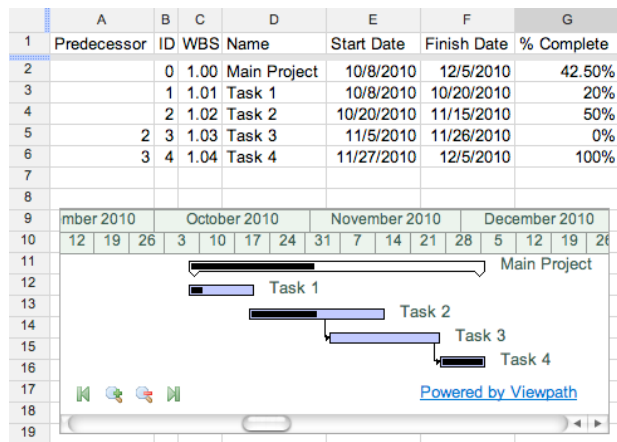 A B C D E F G
1 Predecessor ID WBS Name Start Date Finish Date % Complete
2 0 1.00 Main Project 10/8/2010 12/5/2010 42.50%
3 1 1.01 Task 1 10/8/2010 10/20/2010 20%
4 2 1.02 Task 2 10/20/2010 11/15/2010 50%
5 2 3 1.03 Task 3 11/5/2010 11/26/2010 0%
6 3 4 1.04 Task 4 11/27/2010 12/5/2010 100%
7
8
9 mber 2010 October 2010 November 2010 December 2010
10 12 19 26 3 10 17 24 31 7 14 21 28 5 12 19 26
11 Main Project
12 Task 1
13 Task 2
14
15 Task 3
16 Task 4
17 Powered by Viewpath
18
19